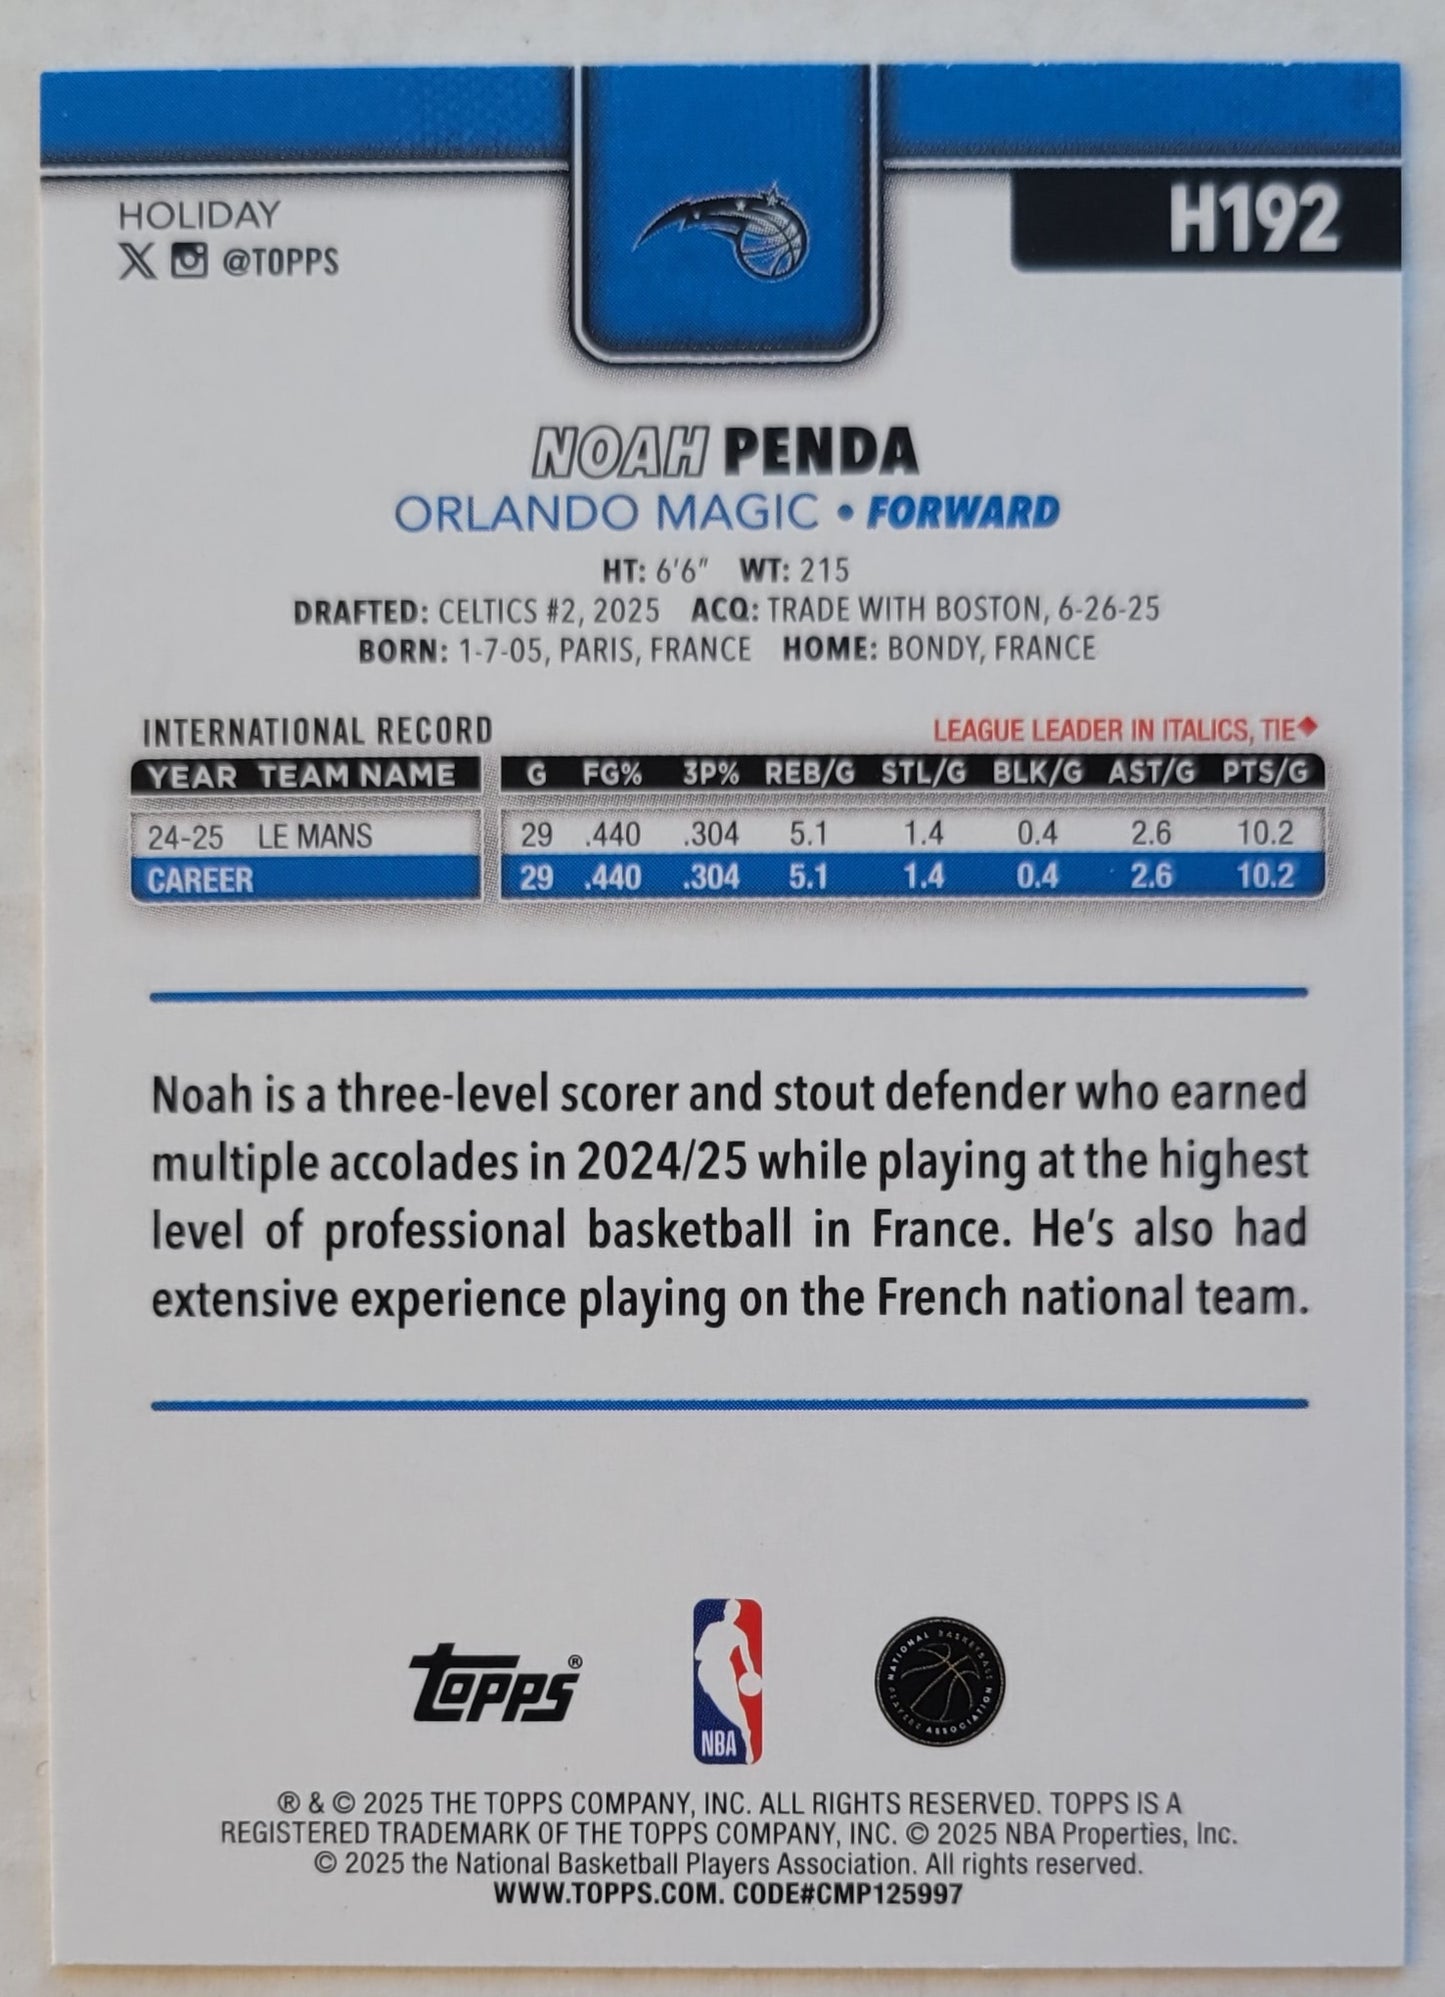 HOLIDAY
X @TOPPS
H192
NOAH PENDA
ORLANDO MAGIC • FORWARD
HT: 6'6" WT: 215
DRAFTED: CELTICS #2, 2025 ACQ: TRADE WITH BOSTON, 6-26-25
BORN: 1-7-05, PARIS, FRANCE HOME: BONDY, FRANCE
INTERNATIONAL RECORD LEAGUE LEADER IN ITALICS, TIE♦
YEAR TEAM NAME G FG% 3P% REB/G STL/G BLK/G AST/G PTS/G
24-25 LE MANS 29 .440 .304 5.1 1.4 0.4 2.6 10.2
CAREER 29 .440 .304 5.1 1.4 0.4 2.6 10.2
Noah is a three-level scorer and stout defender who earned
multiple accolades in 2024/25 while playing at the highest
level of professional basketball in France. He's also had
extensive experience playing on the French national team.
TOPPS®
NBA
NATIONAL BASKETBALL PLAYERS ASSOCIATION
® & © 2025 THE TOPPS COMPANY, INC. ALL RIGHTS RESERVED. TOPPS IS A
REGISTERED TRADEMARK OF THE TOPPS COMPANY, INC. © 2025 NBA Properties, Inc.
© 2025 the National Basketball Players Association. All rights reserved.
WWW.TOPPS.COM. CODE#CMP125997